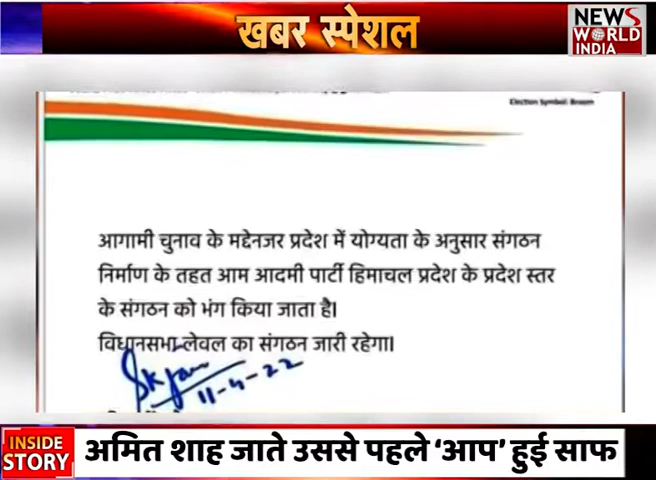 खबर स्पेशल
NEWS
WORLD
INDIA
Election Symbol: Broom
आगामी चुनाव के मद्देनजर प्रदेश में योग्यता के अनुसार संगठन
निर्माण के तहत आम आदमी पार्टी हिमाचल प्रदेश के प्रदेश स्तर
के संगठन को भंग किया जाता है।
विधानसभा लेवल का संगठन जारी रहेगा।
11-4-22
INSIDE
STORY
अमित शाह जाते उससे पहले ‘आप’ हुई साफ